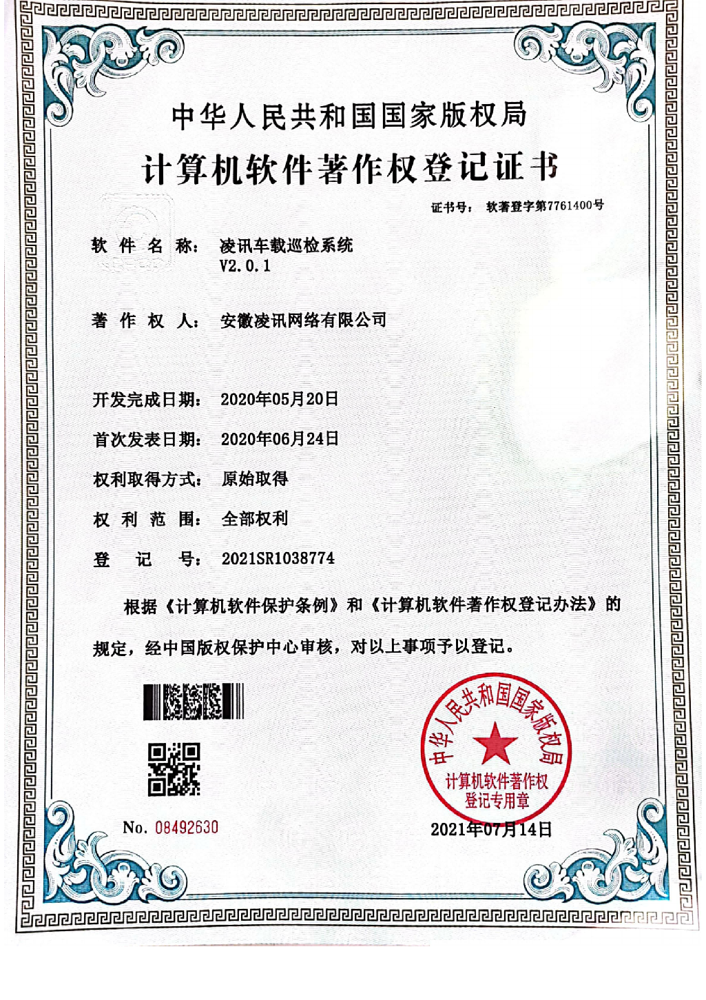 中华人民共和国国家版权局
计算机软件著作权登记证书
证书号： 软著登字第7761400号
软件名称： 凌讯车载巡检系统
V2.0.1
著作权人： 安徽凌讯网络有限公司
开发完成日期： 2020年05月20日
首次发表日期： 2020年06月24日
权利取得方式： 原始取得
权利范围： 全部权利
登记号： 2021SR1038774
根据《计算机软件保护条例》和《计算机软件著作权登记办法》的
规定，经中国版权保护中心审核，对以上事项予以登记。
中华人民共和国国家版权局
计算机软件著作权
登记专用章
No. 08492630
2021年07月14日